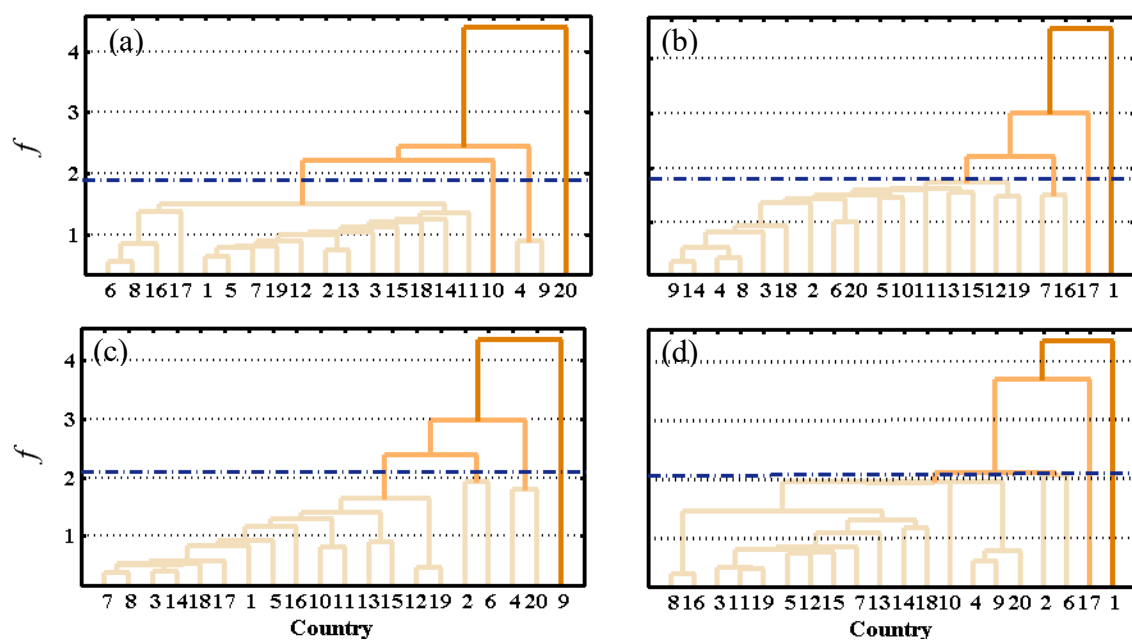 (a)
4
3
2
1
f
6 8 16 17 1 5 7 19 12 2 13 3 15 18 14 11 10 4 9 20
(b)
9 14 4 8 3 18 2 6 20 5 10 11 13 15 12 19 7 16 17 1
(c)
4
3
2
1
f
7 8 3 14 18 17 1 5 16 10 11 13 15 12 19 2 6 4 20 9
Country
(d)
8 16 3 11 19 5 12 15 7 13 14 18 10 4 9 20 2 6 17 1
Country